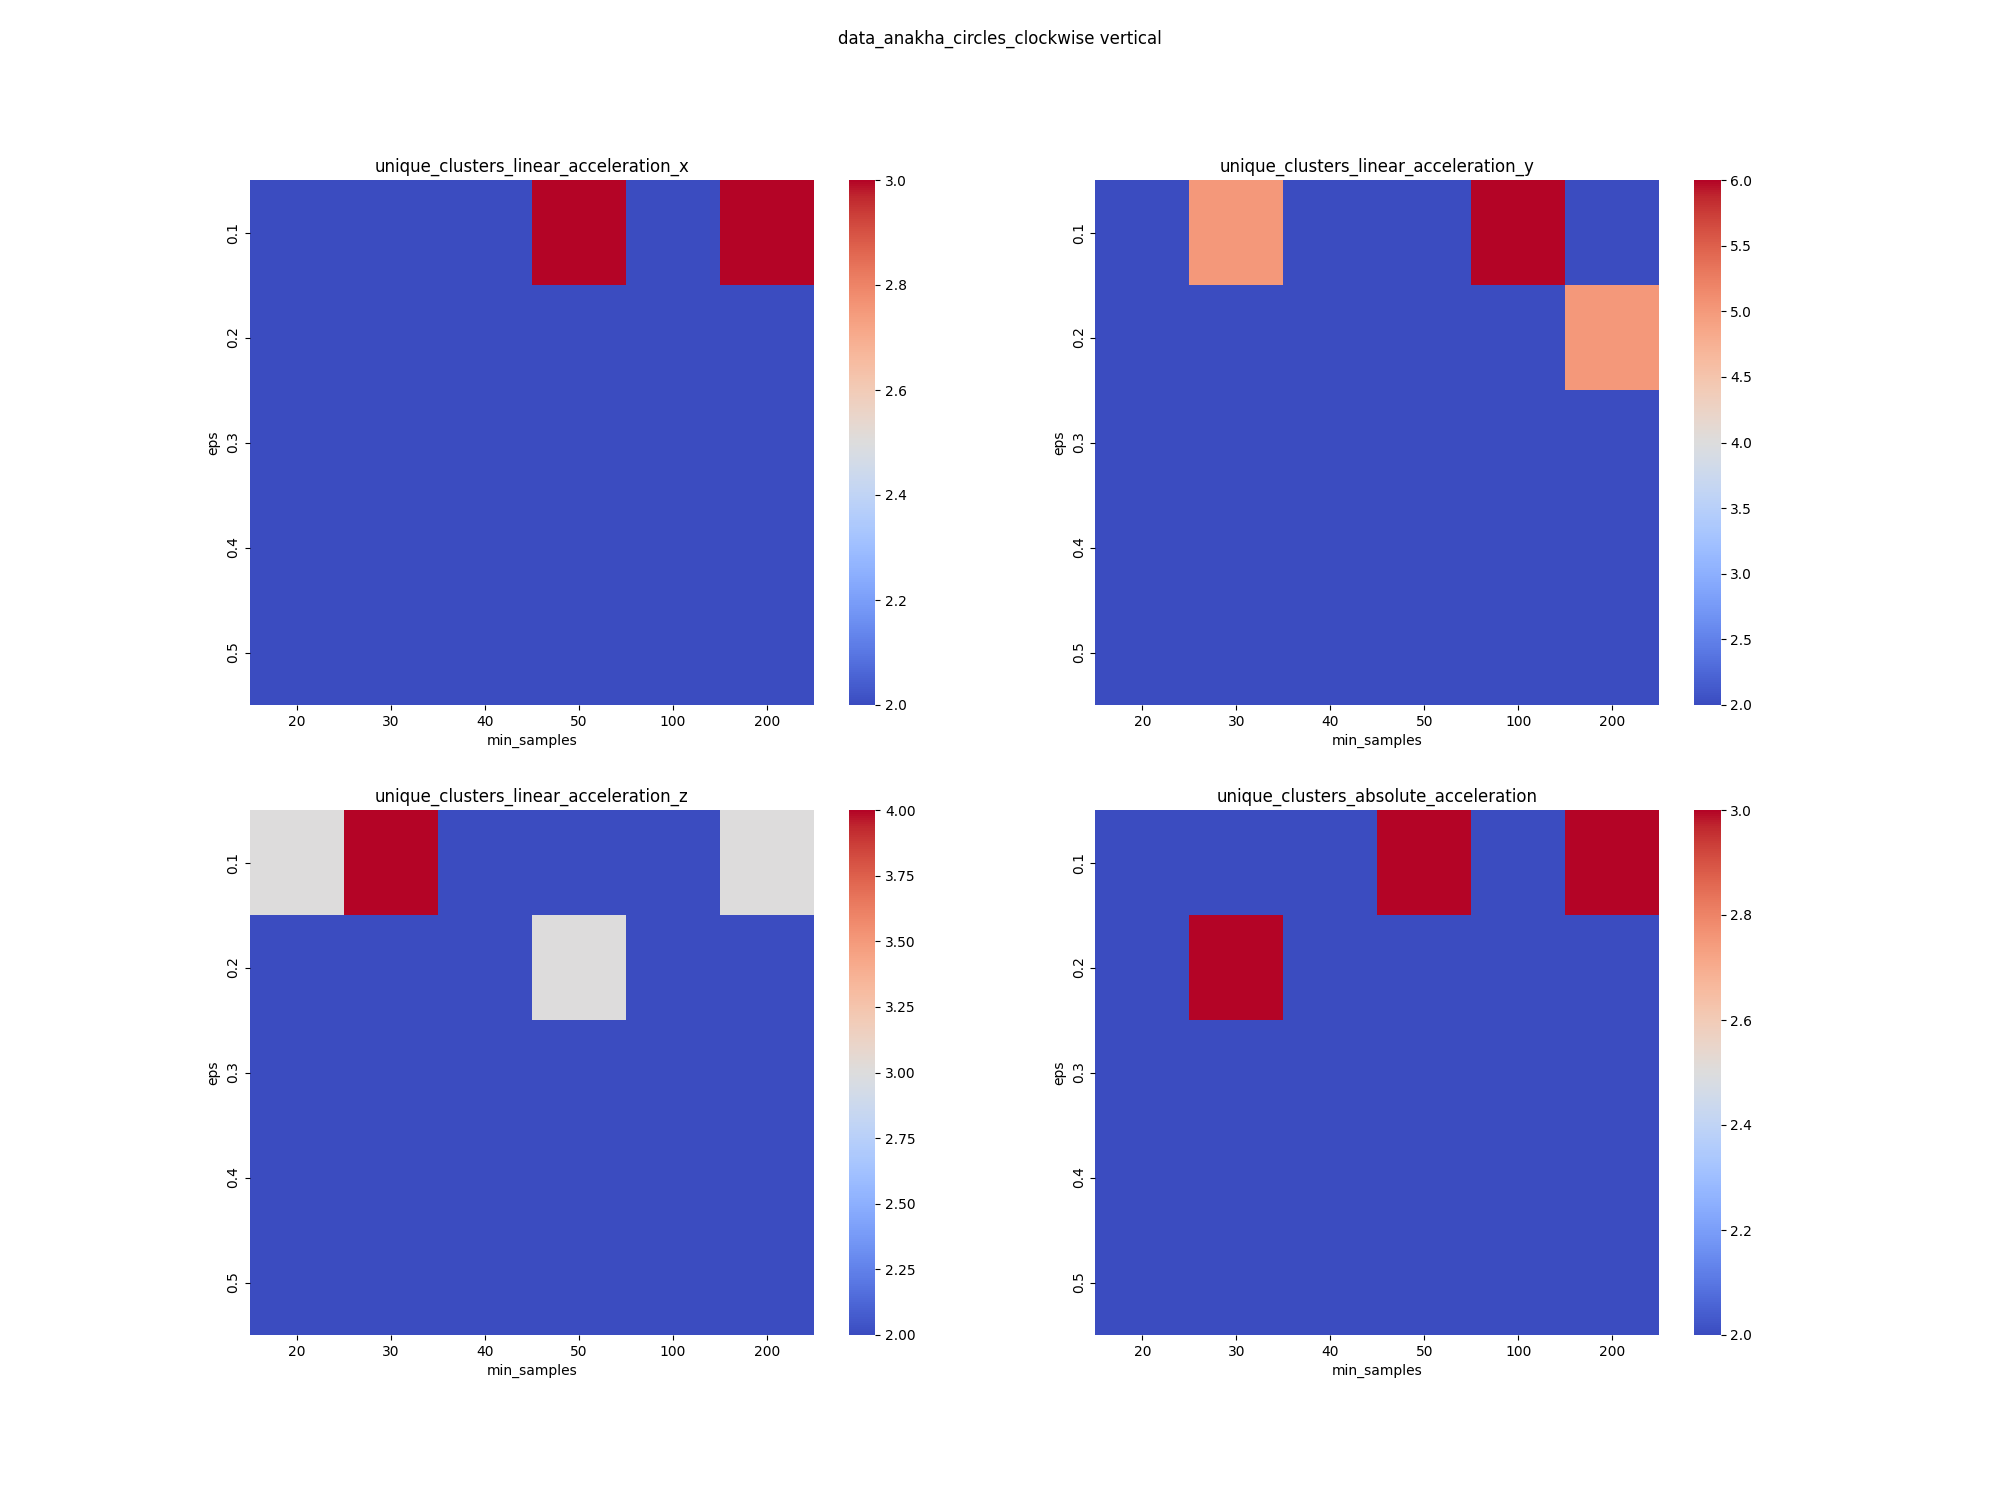 data_anakha_circles_clockwise vertical
unique_clusters_linear_acceleration_x
0.1
0.2
0.3
0.4
0.5
eps
20 30 40 50 100 200
min_samples
3.0
2.8
2.6
2.4
2.2
2.0
unique_clusters_linear_acceleration_y
0.1
0.2
0.3
0.4
0.5
eps
20 30 40 50 100 200
min_samples
6.0
5.5
5.0
4.5
4.0
3.5
3.0
2.5
2.0
unique_clusters_linear_acceleration_z
0.1
0.2
0.3
0.4
0.5
eps
20 30 40 50 100 200
min_samples
4.00
3.75
3.50
3.25
3.00
2.75
2.50
2.25
2.00
unique_clusters_absolute_acceleration
0.1
0.2
0.3
0.4
0.5
eps
20 30 40 50 100 200
min_samples
3.0
2.8
2.6
2.4
2.2
2.0